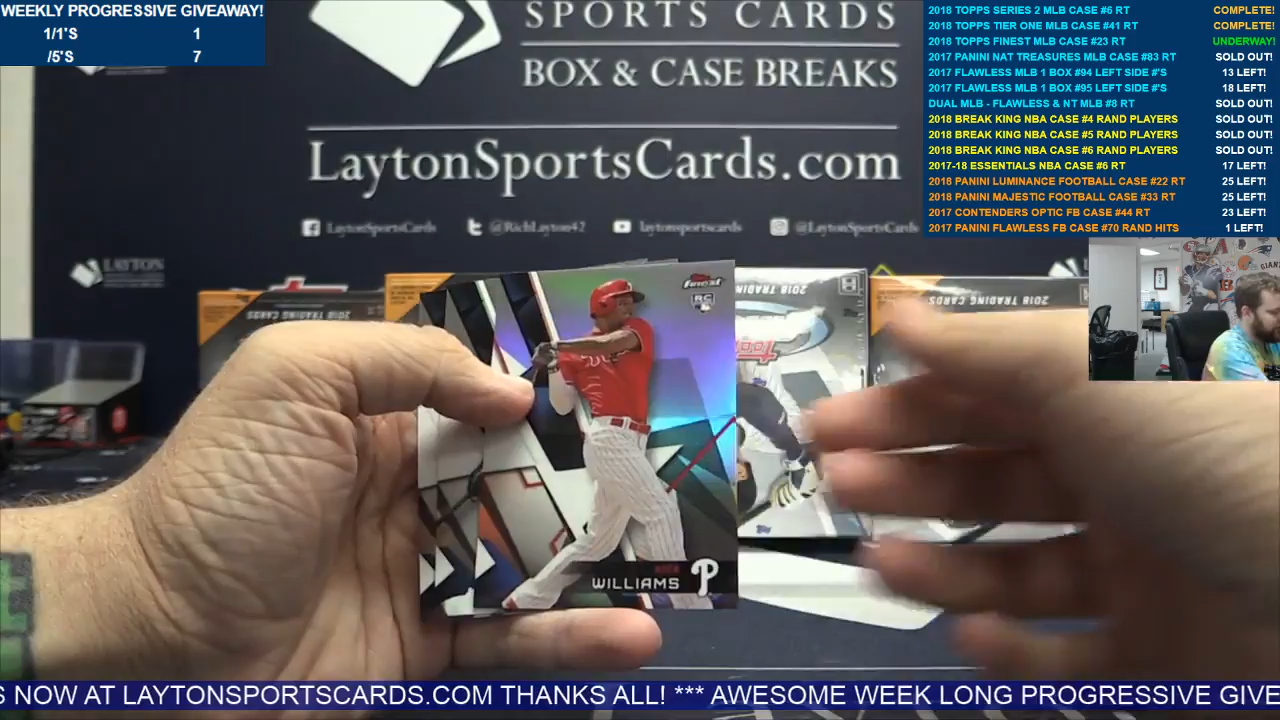 WEEKLY PROGRESSIVE GIVEAWAY!
1/1'S 1
/5'S 7
SPORTS CARDS
BOX & CASE BREAKS
LaytonSportsCards.com
LaytonSportsCards @RichLayton42 laytonsportscards @LaytonSportsCards
LAYTON
2018 TOPPS SERIES 2 MLB CASE #6 RT COMPLETE!
2018 TOPPS TIER ONE MLB CASE #41 RT COMPLETE!
2018 TOPPS FINEST MLB CASE #23 RT UNDERWAY!
2017 PANINI NAT TREASURES MLB CASE #83 RT SOLD OUT!
2017 FLAWLESS MLB 1 BOX #94 LEFT SIDE #'S 13 LEFT!
2017 FLAWLESS MLB 1 BOX #95 LEFT SIDE #'S 18 LEFT!
DUAL MLB - FLAWLESS & NT MLB #8 RT SOLD OUT!
2018 BREAK KING NBA CASE #4 RAND PLAYERS SOLD OUT!
2018 BREAK KING NBA CASE #5 RAND PLAYERS SOLD OUT!
2018 BREAK KING NBA CASE #6 RAND PLAYERS SOLD OUT!
2017-18 ESSENTIALS NBA CASE #6 RT 17 LEFT!
2018 PANINI LUMINANCE FOOTBALL CASE #22 RT 25 LEFT!
2018 PANINI MAJESTIC FOOTBALL CASE #33 RT 25 LEFT!
2017 CONTENDERS OPTIC FB CASE #44 RT 23 LEFT!
2017 PANINI FLAWLESS FB CASE #70 RAND HITS 1 LEFT!
2018 TRADING CARDS
2018 TRADING CARDS
Topps
finest
RC
NICK
WILLIAMS
P
S NOW AT LAYTONSPORTSCARDS.COM THANKS ALL! *** AWESOME WEEK LONG PROGRESSIVE GIVE